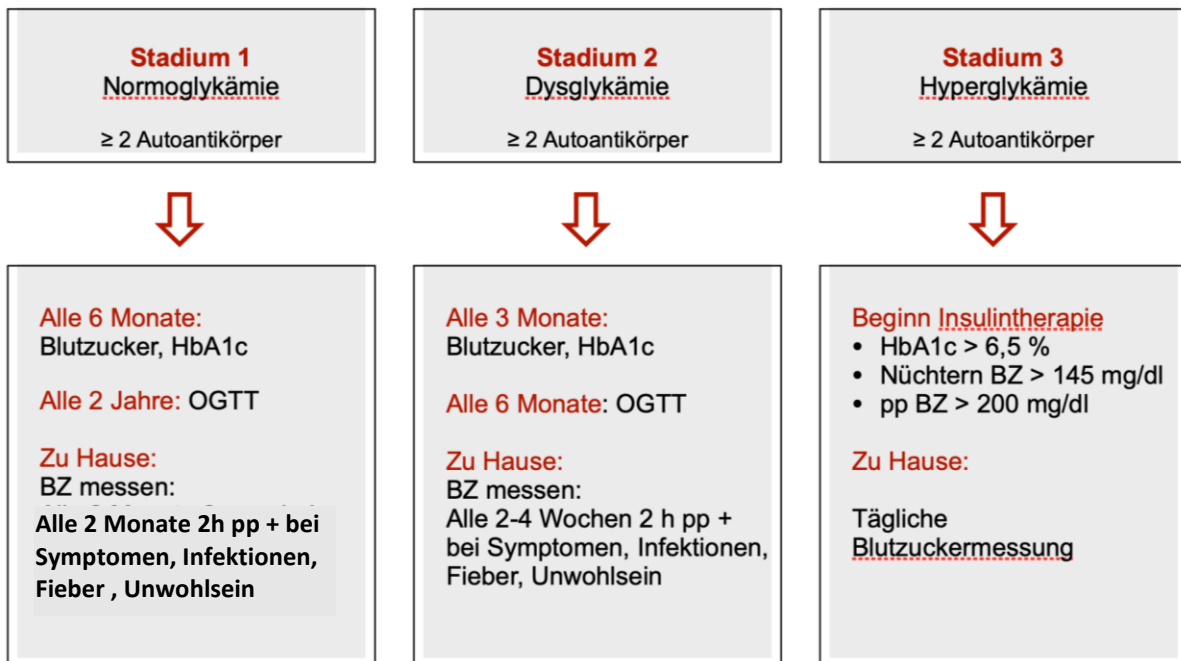 Stadium 1
Normoglykämie
≥ 2 Autoantikörper
Stadium 2
Dysglykämie
≥ 2 Autoantikörper
Stadium 3
Hyperglykämie
≥ 2 Autoantikörper
Alle 6 Monate:
Blutzucker, HbA1c
Alle 2 Jahre: OGTT
Zu Hause:
BZ messen:
Alle 2 Monate 2h pp + bei
Symptomen, Infektionen,
Fieber , Unwohlsein
Alle 3 Monate:
Blutzucker, HbA1c
Alle 6 Monate: OGTT
Zu Hause:
BZ messen:
Alle 2-4 Wochen 2 h pp +
bei Symptomen, Infektionen,
Fieber, Unwohlsein
Beginn Insulintherapie
• HbA1c > 6,5 %
• Nüchtern BZ > 145 mg/dl
• pp BZ > 200 mg/dl
Zu Hause:
Tägliche
Blutzuckermessung